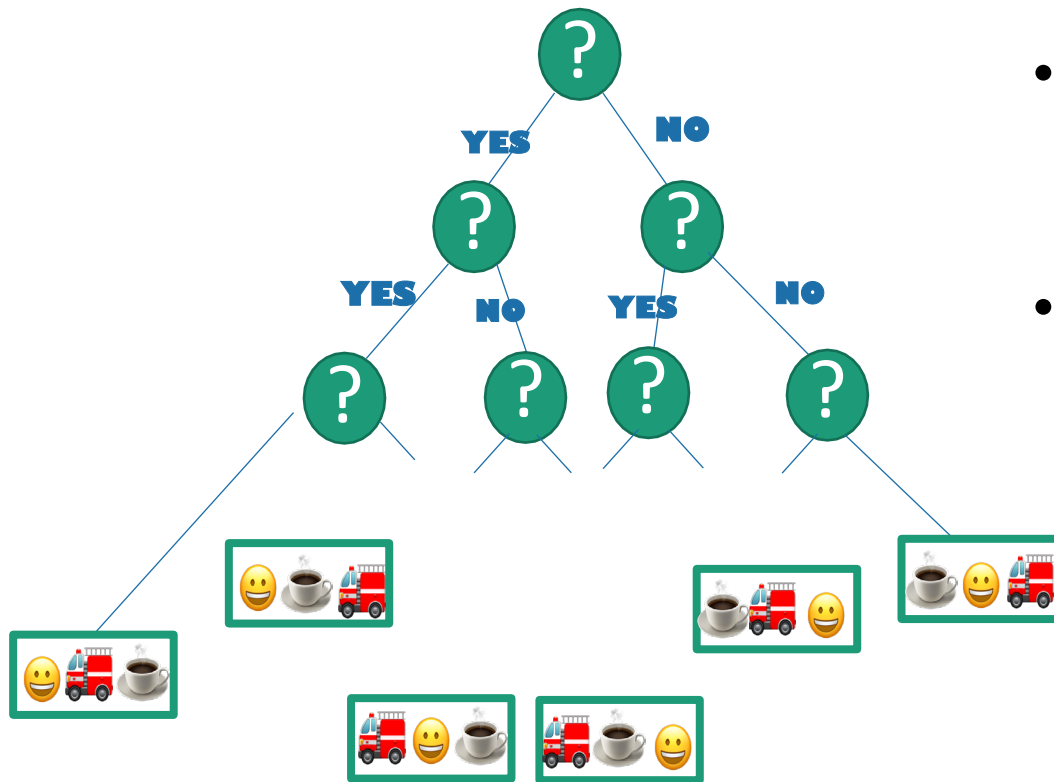 ?
YES NO
? ?
YES NO YES NO
? ? ? ?